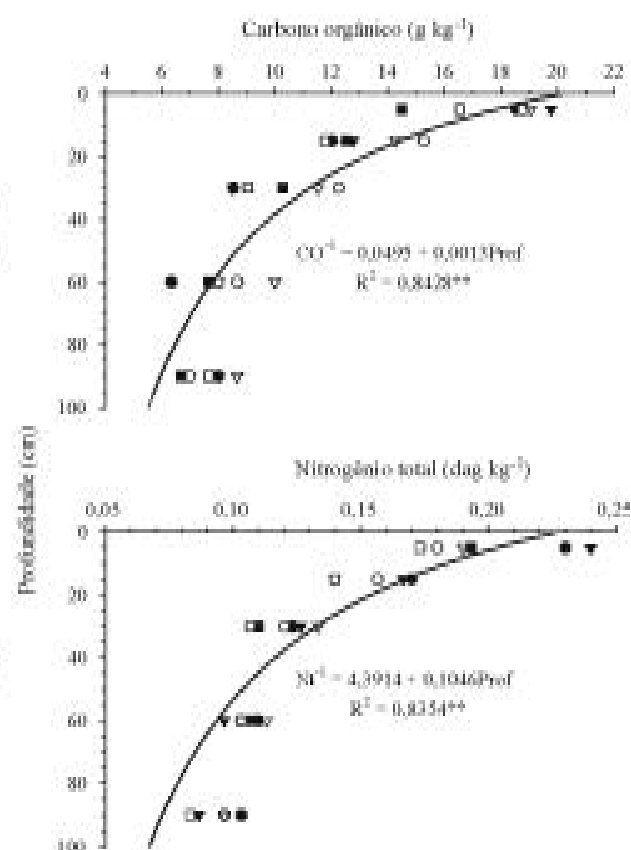 Carbono orgânico (g kg⁻¹)
4 6 8 10 12 14 16 18 20 22
0
20
40
60
80
100
CO⁻¹ = 0,0495 + 0,0013Prof
R² = 0,8428**
Profundidade (cm)
Nitrogênio total (dag kg⁻¹)
0,05 0,10 0,15 0,20 0,25
0
20
40
60
80
100
Nt⁻¹ = 4,3914 + 0,1046Prof
R² = 0,8354**